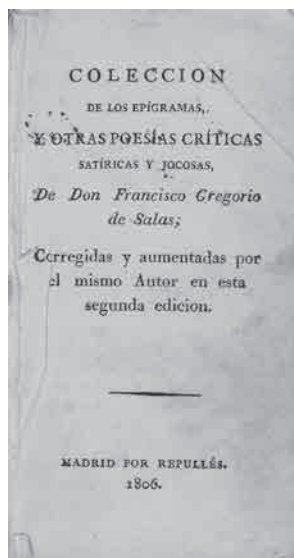 COLECCION
DE LOS EPÍGRAMAS,
Y OTRAS POESÍAS CRÍTICAS
SATÍRICAS Y JOCOSAS,
De Don Francisco Gregorio
de Salas;
Corregidas y aumentadas por
el mismo Autor en esta
segunda edicion.
MADRID POR REPULLÉS.
1806.